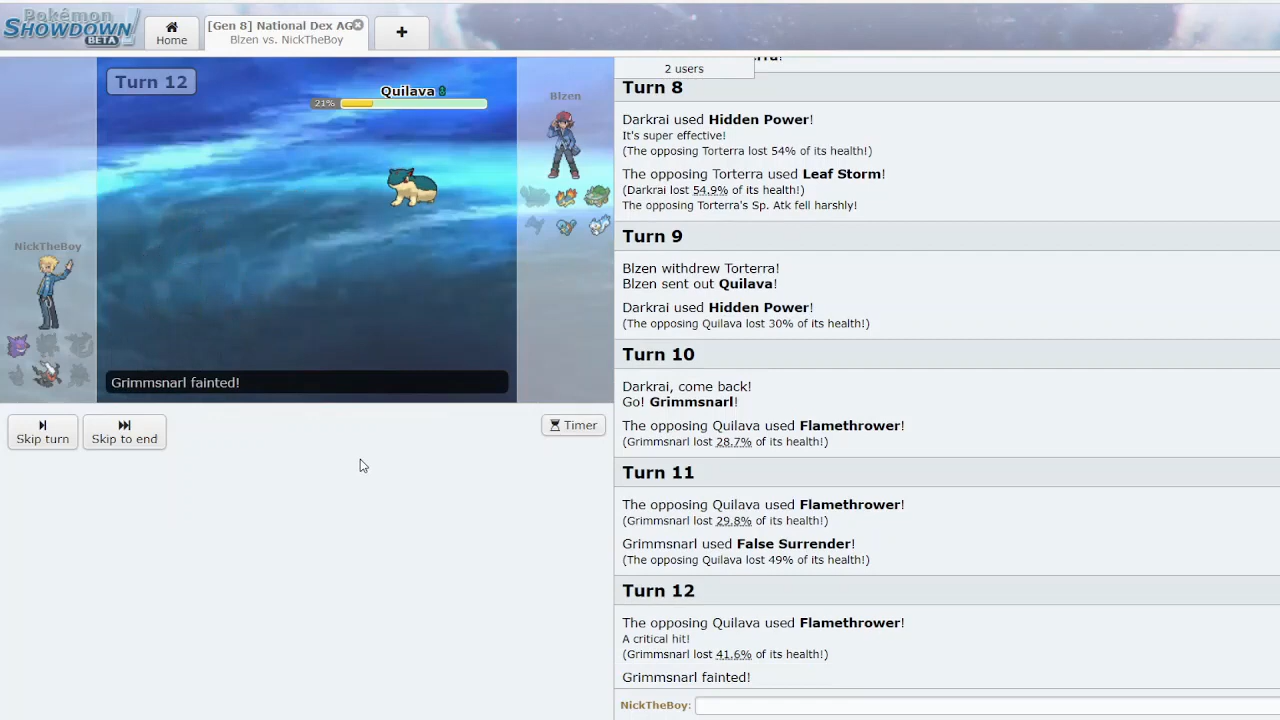 Pokémon
SHOWDOWN
BETA
Home
[Gen 8] National Dex AG
Blzen vs. NickTheBoy
2 users
Turn 12
Quilava
21%
Blzen
NickTheBoy
Grimmsnarl fainted!
Skip turn
Skip to end
Timer
Turn 8
Darkrai used Hidden Power!
It's super effective!
(The opposing Torterra lost 54% of its health!)
The opposing Torterra used Leaf Storm!
(Darkrai lost 54.9% of its health!)
The opposing Torterra's Sp. Atk fell harshly!
Turn 9
Blzen withdrew Torterra!
Blzen sent out Quilava!
Darkrai used Hidden Power!
(The opposing Quilava lost 30% of its health!)
Turn 10
Darkrai, come back!
Go! Grimmsnarl!
The opposing Quilava used Flamethrower!
(Grimmsnarl lost 28.7% of its health!)
Turn 11
The opposing Quilava used Flamethrower!
(Grimmsnarl lost 29.8% of its health!)
Grimmsnarl used False Surrender!
(The opposing Quilava lost 49% of its health!)
Turn 12
The opposing Quilava used Flamethrower!
A critical hit!
(Grimmsnarl lost 41.6% of its health!)
Grimmsnarl fainted!
NickTheBoy: